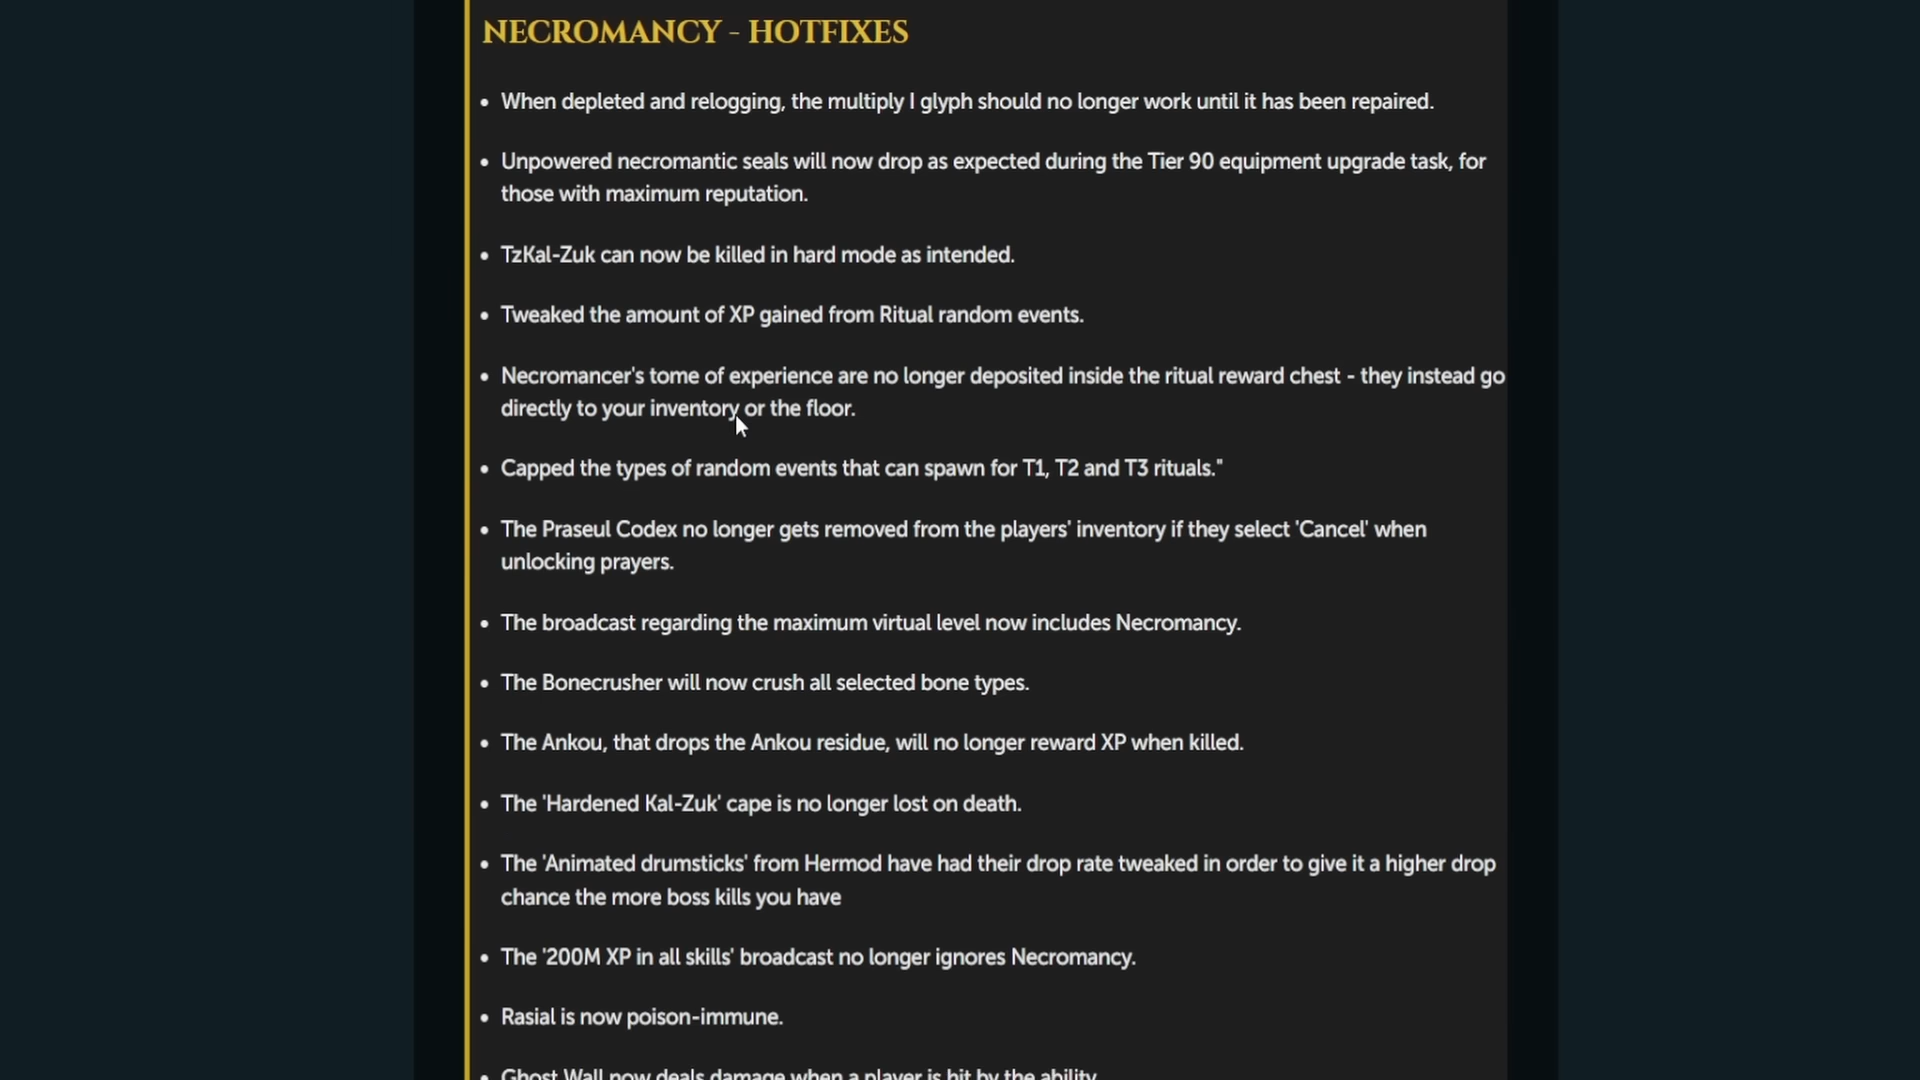 NECROMANCY - HOTFIXES
• When depleted and relogging, the multiply I glyph should no longer work until it has been repaired.
• Unpowered necromantic seals will now drop as expected during the Tier 90 equipment upgrade task, for
those with maximum reputation.
• TzKal-Zuk can now be killed in hard mode as intended.
• Tweaked the amount of XP gained from Ritual random events.
• Necromancer's tome of experience are no longer deposited inside the ritual reward chest - they instead go
directly to your inventory or the floor.
• Capped the types of random events that can spawn for T1, T2 and T3 rituals."
• The Praseul Codex no longer gets removed from the players' inventory if they select 'Cancel' when
unlocking prayers.
• The broadcast regarding the maximum virtual level now includes Necromancy.
• The Bonecrusher will now crush all selected bone types.
• The Ankou, that drops the Ankou residue, will no longer reward XP when killed.
• The 'Hardened Kal-Zuk' cape is no longer lost on death.
• The 'Animated drumsticks' from Hermod have had their drop rate tweaked in order to give it a higher drop
chance the more boss kills you have
• The '200M XP in all skills' broadcast no longer ignores Necromancy.
• Rasial is now poison-immune.
• Ghost Wall now deals damage when a player is hit by the ability.